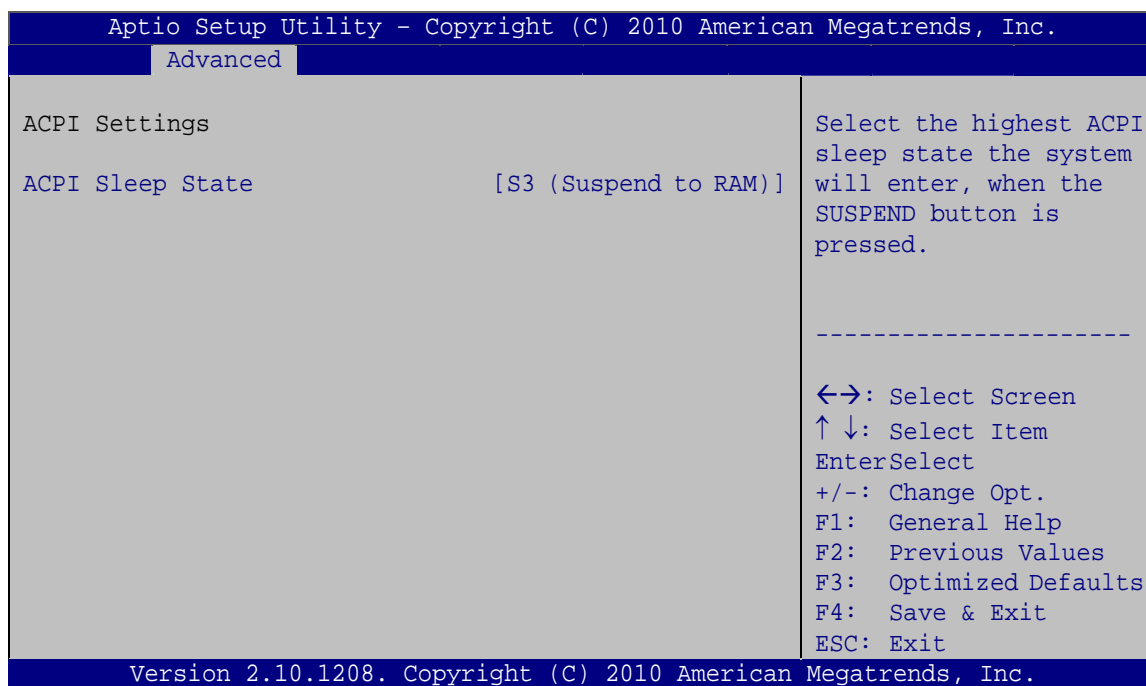 Aptio Setup Utility – Copyright (C) 2010 American Megatrends, Inc.
Advanced
ACPI Settings
ACPI Sleep State [S3 (Suspend to RAM)]
Select the highest ACPI
sleep state the system
will enter, when the
SUSPEND button is
pressed.
----------------------
←→: Select Screen
↑ ↓: Select Item
EnterSelect
+/-: Change Opt.
F1: General Help
F2: Previous Values
F3: Optimized Defaults
F4: Save & Exit
ESC: Exit
Version 2.10.1208. Copyright (C) 2010 American Megatrends, Inc.